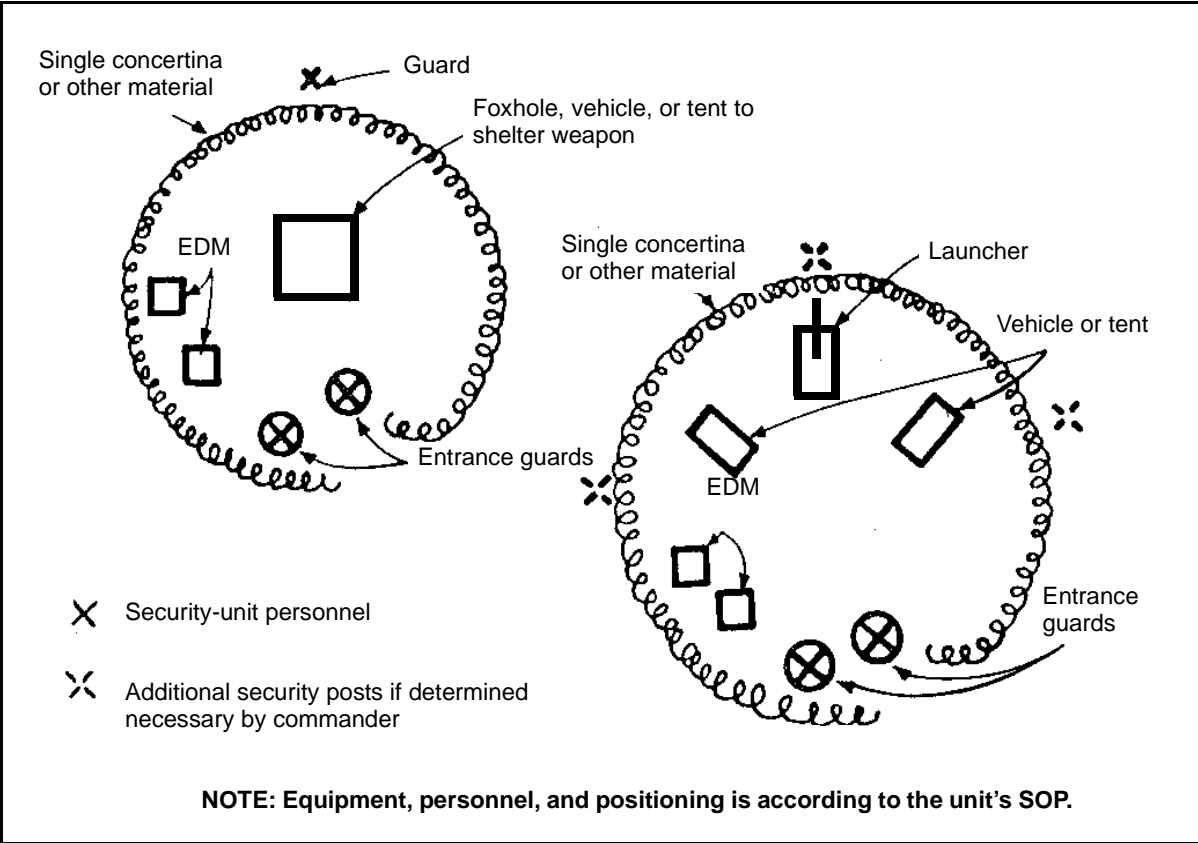 Single concertina
or other material
Guard
Foxhole, vehicle, or tent to
shelter weapon
EDM
Entrance guards
Single concertina
or other material
Launcher
Vehicle or tent
EDM
Entrance
guards
Security-unit personnel
Additional security posts if determined
necessary by commander
NOTE: Equipment, personnel, and positioning is according to the unit’s SOP.